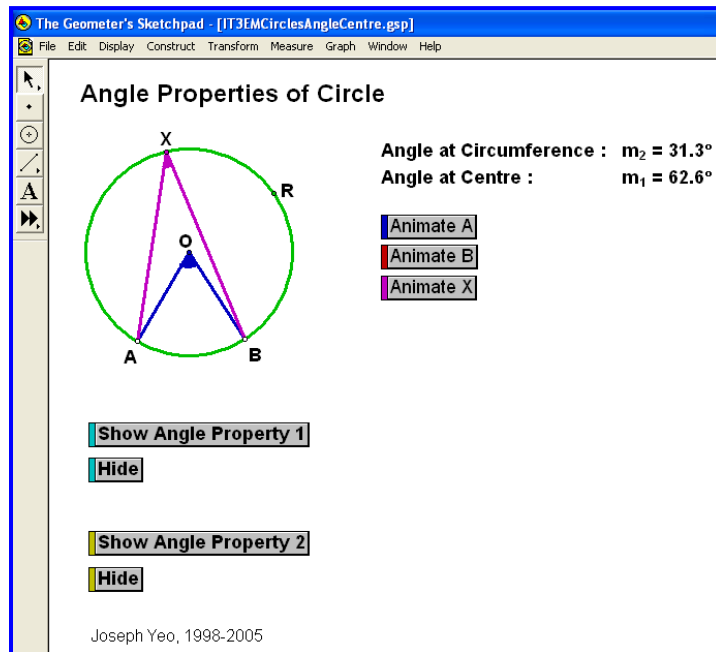 The Geometer's Sketchpad - [IT3EMCirclesAngleCentre.gsp]
File Edit Display Construct Transform Measure Graph Window Help
A
Angle Properties of Circle
X
R
O
A
B
Angle at Circumference : m₂ = 31.3°
Angle at Centre : m₁ = 62.6°
Animate A
Animate B
Animate X
Show Angle Property 1
Hide
Show Angle Property 2
Hide
Joseph Yeo, 1998-2005